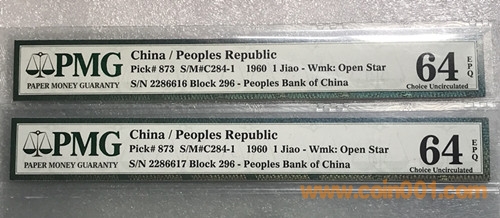 PMG
PAPER MONEY GUARANTY
China / Peoples Republic
Pick# 873 S/M#C284-1 1960 1 Jiao - Wmk: Open Star
S/N 2286616 Block 296 - Peoples Bank of China
64 EPQ
Choice Uncirculated
PMG
PAPER MONEY GUARANTY
China / Peoples Republic
Pick# 873 S/M#C284-1 1960 1 Jiao - Wmk: Open Star
S/N 2286617 Block 296 - Peoples Bank of China
64 EPQ
Choice Uncirculated
www.coin001.com